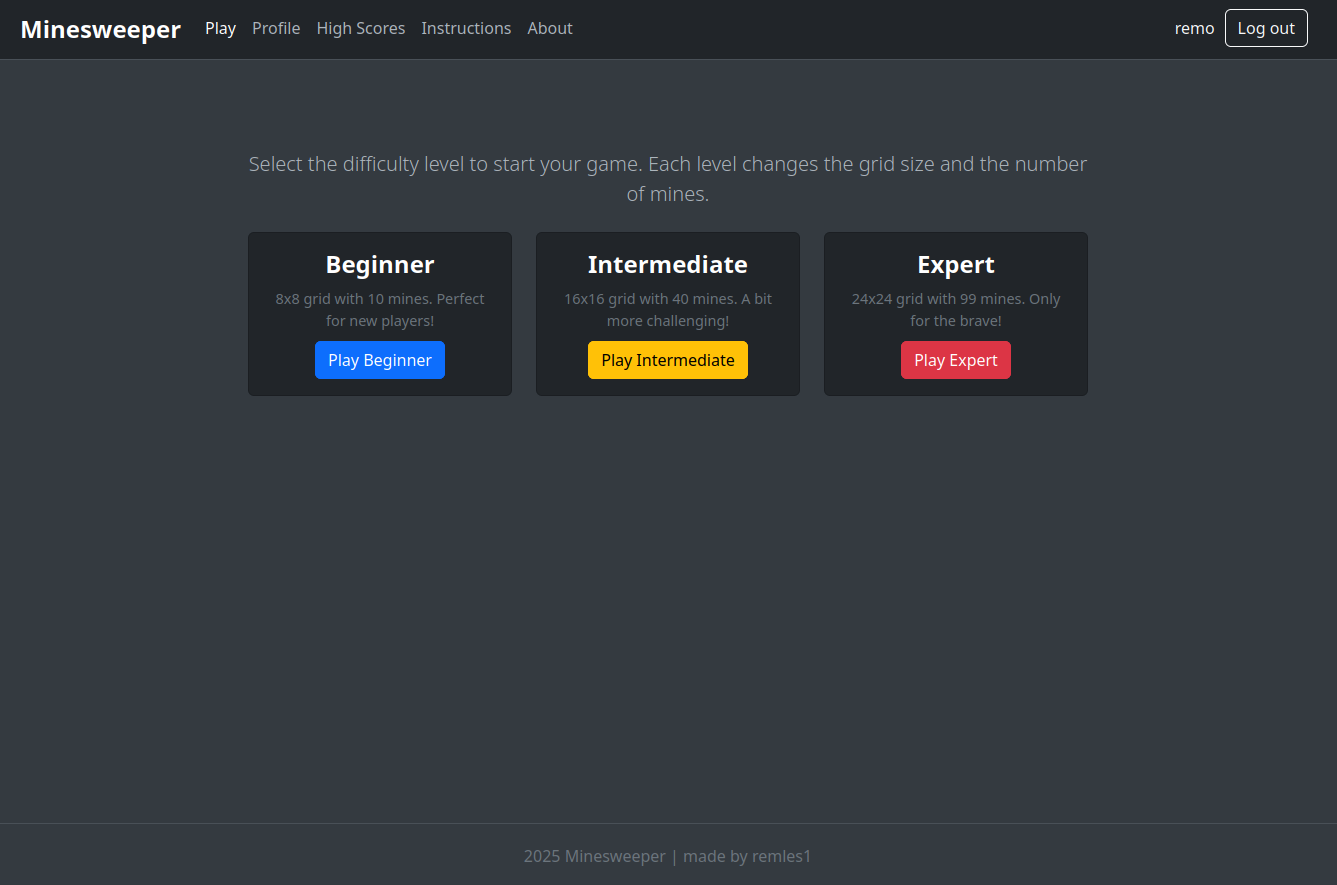 Minesweeper Play Profile High Scores Instructions About remo Log out
Select the difficulty level to start your game. Each level changes the grid size and the number
of mines.
Beginner
8x8 grid with 10 mines. Perfect
for new players!
Play Beginner
Intermediate
16x16 grid with 40 mines. A bit
more challenging!
Play Intermediate
Expert
24x24 grid with 99 mines. Only
for the brave!
Play Expert
2025 Minesweeper | made by remles1